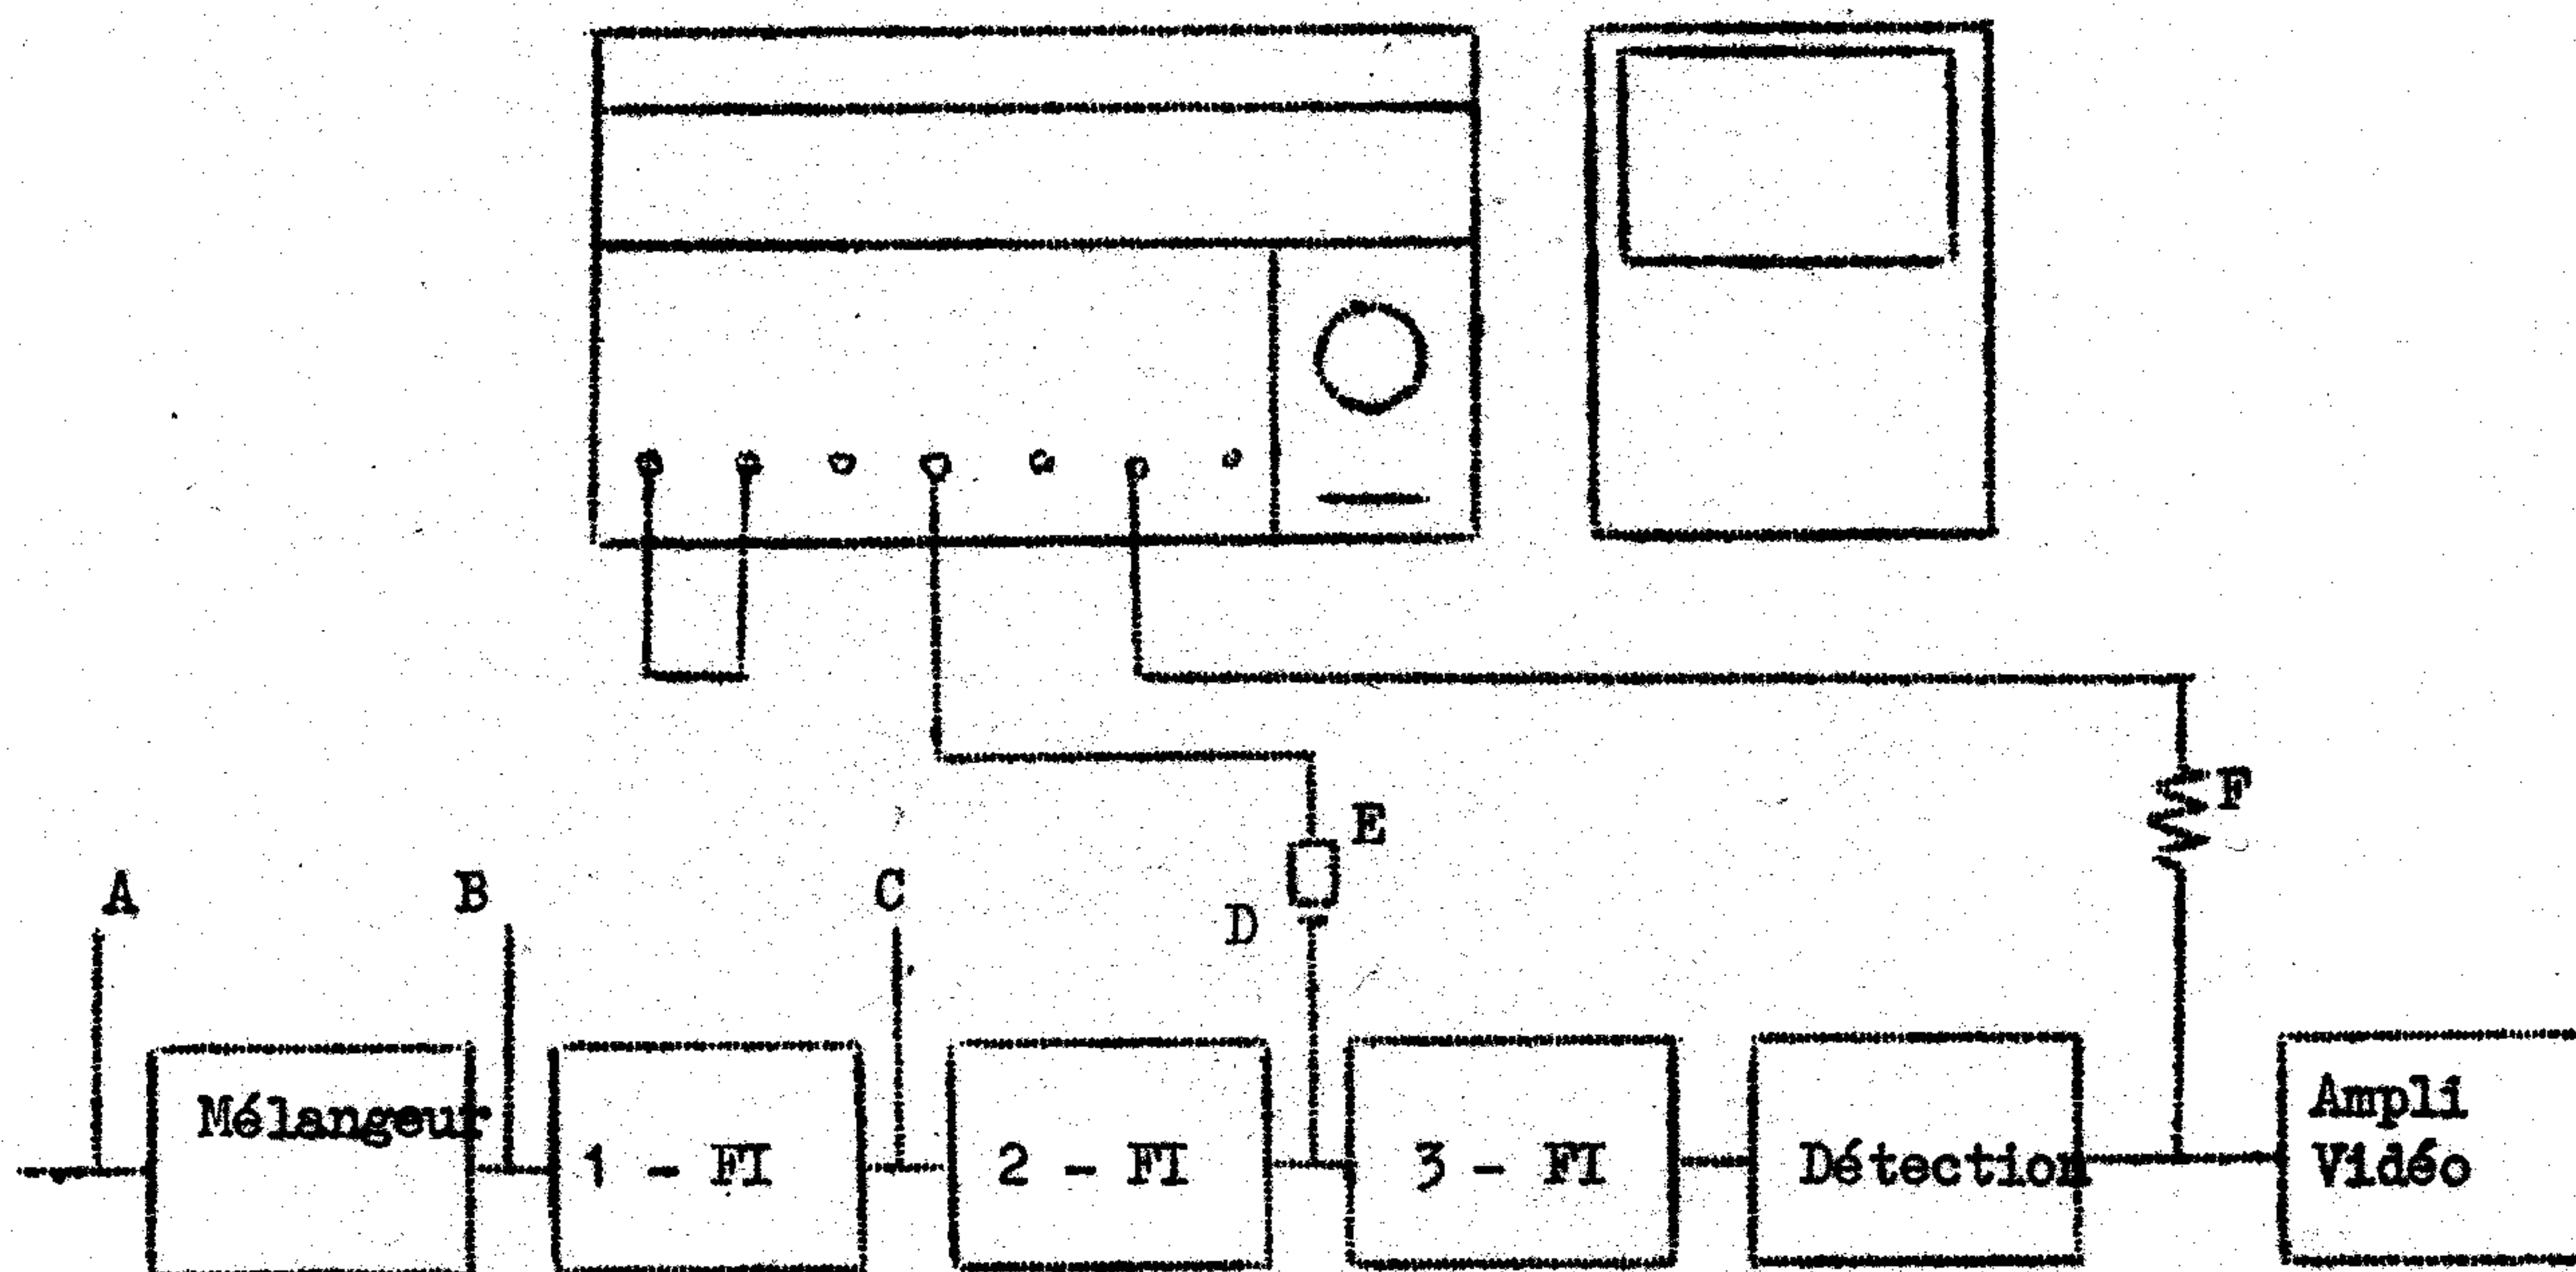 E
F
A
B
C
D
Mélangeur
1 - FI
2 - FI
3 - FI
Détection
Ampli
Vidéo